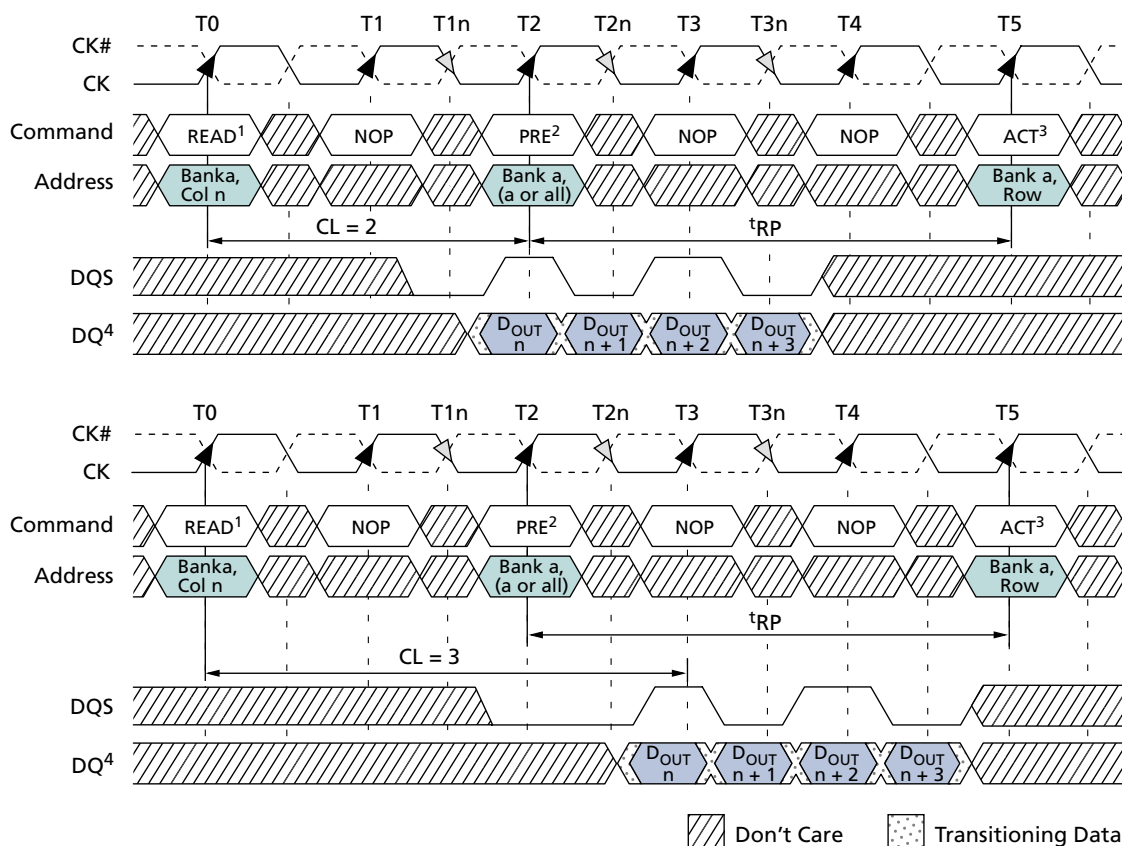 T0 T1 T1n T2 T2n T3 T3n T4 T5
CK#
CK
Command READ¹ NOP PRE² NOP NOP ACT³
Address Banka, Col n Bank a, (a or all) Bank a, Row
CL = 2 ᵗRP
DQS
DQ⁴ DOUT n DOUT n + 1 DOUT n + 2 DOUT n + 3
T0 T1 T1n T2 T2n T3 T3n T4 T5
CK#
CK
Command READ¹ NOP PRE² NOP NOP ACT³
Address Banka, Col n Bank a, (a or all) Bank a, Row
ᵗRP
CL = 3
DQS
DQ⁴ DOUT n DOUT n + 1 DOUT n + 2 DOUT n + 3
Don't Care Transitioning Data